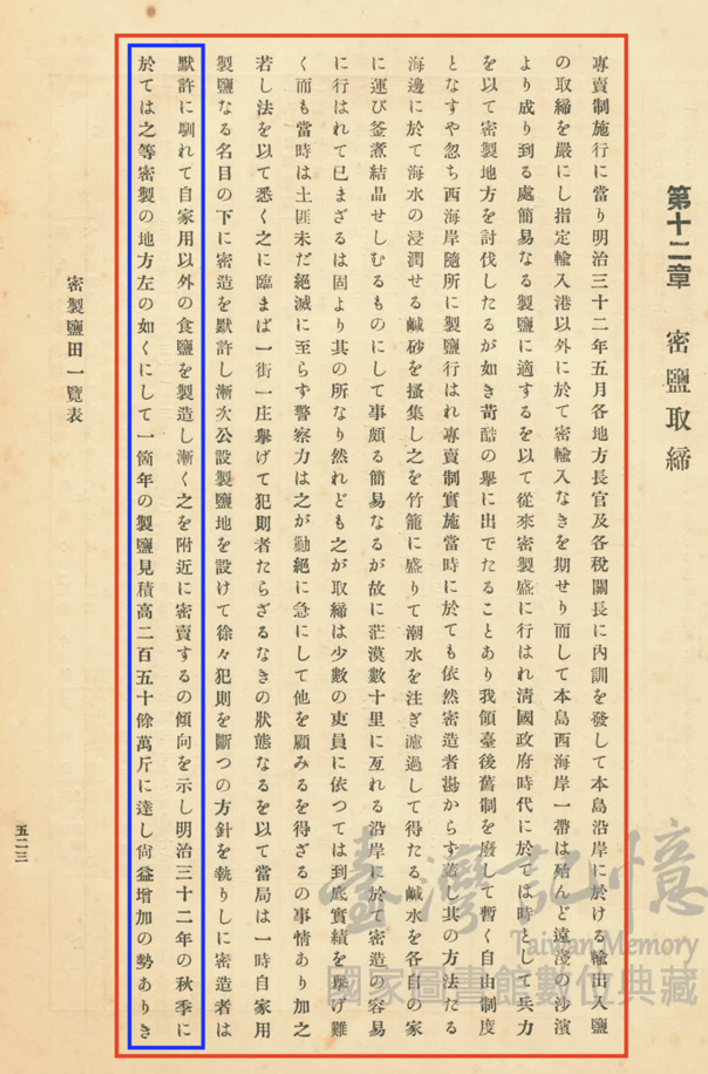 第十二章　密鹽取締
專賣制施行に當り明治三十二年五月各地方長官及各稅關長に內訓を發して本島沿岸に於ける輸出入鹽
の取締を嚴にし指定輸入港以外に於て密輸入なきを期せり而して本島西海岸一帶は殆んど遠淺の沙濱
より成り到る處簡易なる製鹽に適するを以て從來密製盛に行はれ淸國政府時代に於ては時として兵力
を以て密製地方を討伐したるが如き苛酷の擧に出でたることあり我領臺後舊制を廢して暫く自由制度
となすや忽ち西海岸隨所に製鹽行はれ專賣制實施當時に於ても依然密造者尠からず蓋し其の方法たる
海邊に於て海水の浸潤せる鹹砂を搔集し之を竹籠に盛りて潮水を注ぎ濾過して得たる鹹水を各自の家
に運び釜煮結晶せしむるものにして事頗る簡易なるが故に茫漠數十里に亙れる沿岸に於て密造の容易
に行はれて已まざるは固より其の所なり然れども之が取締は少數の吏員に依つては到底實績を擧げ難
く而も當時は土匪未だ絕滅に至らず警察力は之が勦絕に急にして他を顧みるを得ざるの事情あり加之
若し法を以て悉く之に臨まば一街一庄擧げて犯則者たらざるなきの狀態なるを以て當局は一時自家用
製鹽なる名目の下に密造を默許し漸次公設製鹽地を設けて徐々犯則を斷つの方針を執りしに密造者は
默許に馴れて自家用以外の食鹽を製造し漸く之を附近に密賣するの傾向を示し明治三十二年の秋季に
於ては之等密製の地方左の如くにして一箇年の製鹽見積高二百五十餘萬斤に達し尙益增加の勢ありき
密製鹽田一覽表
五二三
臺灣記憶
Taiwan Memory
國家圖書館數位典藏